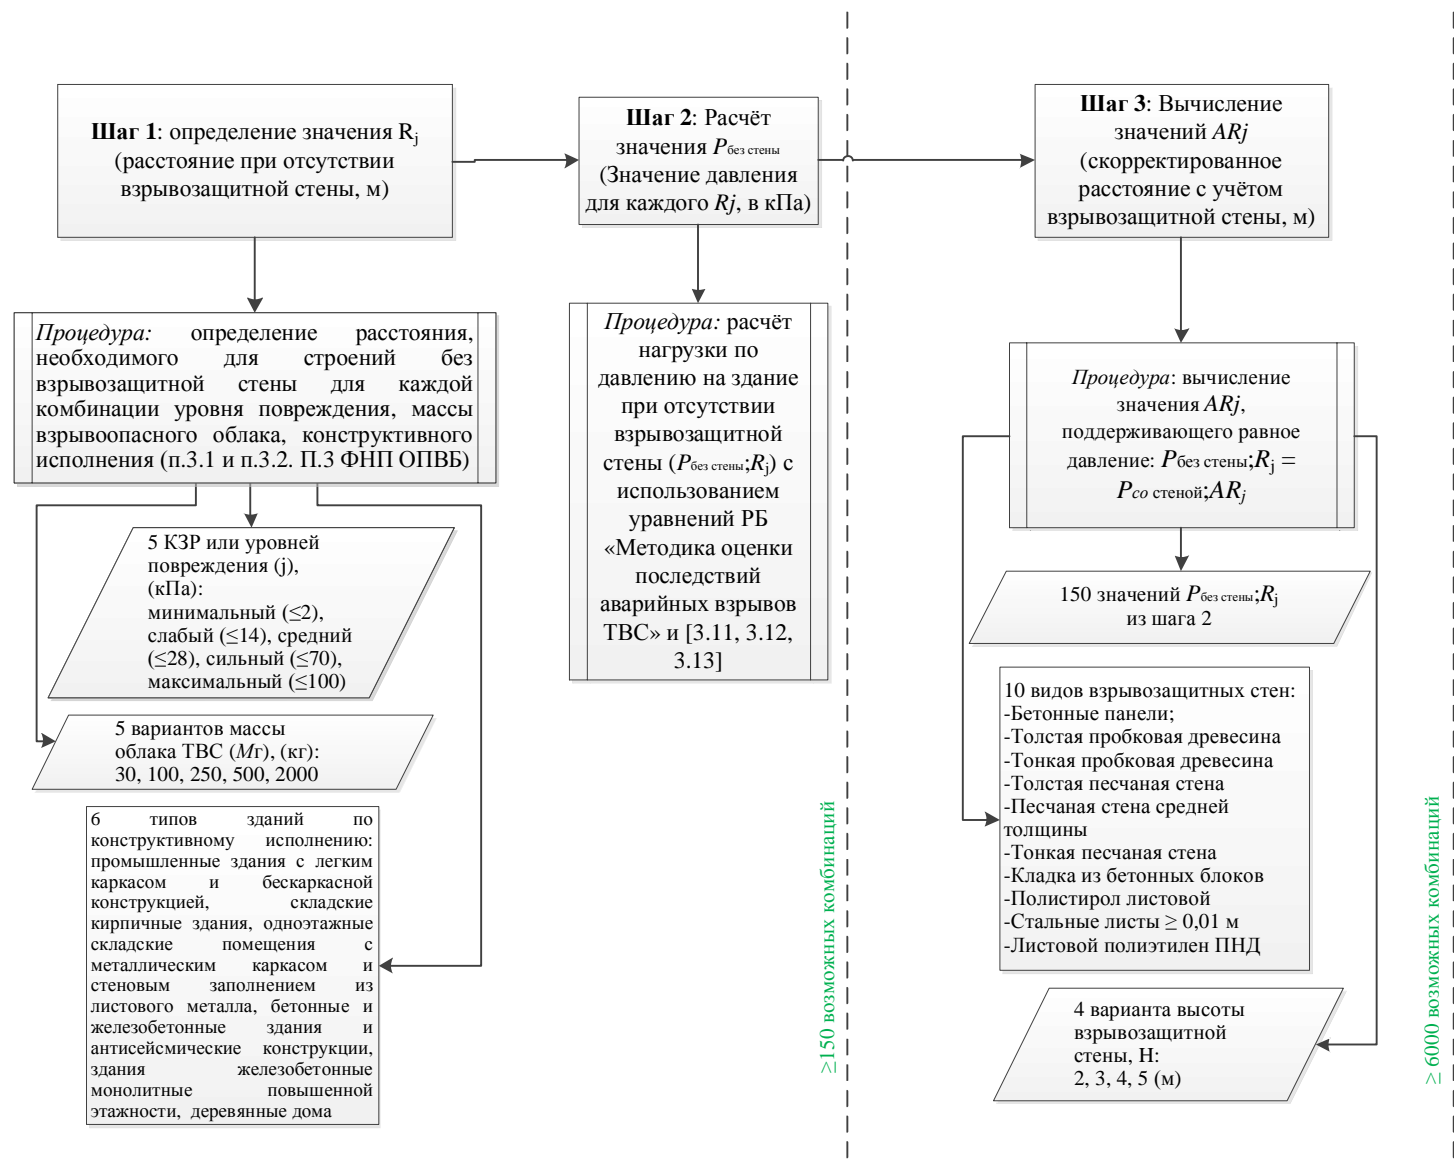 Шаг 1: определение значения Rj
(расстояние при отсутствии
взрывозащитной стены, м)
Процедура: определение расстояния,
необходимого для строений без
взрывозащитной стены для каждой
комбинации уровня повреждения, массы
взрывоопасного облака, конструктивного
исполнения (п.3.1 и п.3.2. П.3 ФНП ОПВБ)
5 КЗР или уровней
повреждения (j),
(кПа):
минимальный (≤2),
слабый (≤14), средний
(≤28), сильный (≤70),
максимальный (≤100)
5 вариантов массы
облака ТВС (Mг), (кг):
30, 100, 250, 500, 2000
6 типов зданий по
конструктивному исполнению:
промышленные здания с легким
каркасом и бескаркасной
конструкцией, складские
кирпичные здания, одноэтажные
складские помещения с
металлическим каркасом и
стеновым заполнением из
листового металла, бетонные и
железобетонные здания и
антисейсмические конструкции,
здания железобетонные
монолитные повышенной
этажности, деревянные дома
Шаг 2: Расчёт
значения Pбез стены
(Значение давления
для каждого Rj, в кПа)
Процедура: расчёт
нагрузки по
давлению на здание
при отсутствии
взрывозащитной
стены (Pбез стены;Rj) с
использованием
уравнений РБ
«Методика оценки
последствий
аварийных взрывов
ТВС» и [3.11, 3.12,
3.13]
≥150 возможных комбинаций
Шаг 3: Вычисление
значений ARj
(скорректированное
расстояние с учётом
взрывозащитной стены, м)
Процедура: вычисление
значения ARj,
поддерживающего равное
давление: Pбез стены;Rj =
Pсо стеной;ARj
150 значений Pбез стены;Rj
из шага 2
10 видов взрывозащитных стен:
-Бетонные панели;
-Толстая пробковая древесина
-Тонкая пробковая древесина
-Толстая песчаная стена
-Песчаная стена средней
толщины
-Тонкая песчаная стена
-Кладка из бетонных блоков
-Полистирол листовой
-Стальные листы ≥ 0,01 м
-Листовой полиэтилен ПНД
4 варианта высоты
взрывозащитной
стены, H:
2, 3, 4, 5 (м)
≥ 6000 возможных комбинаций